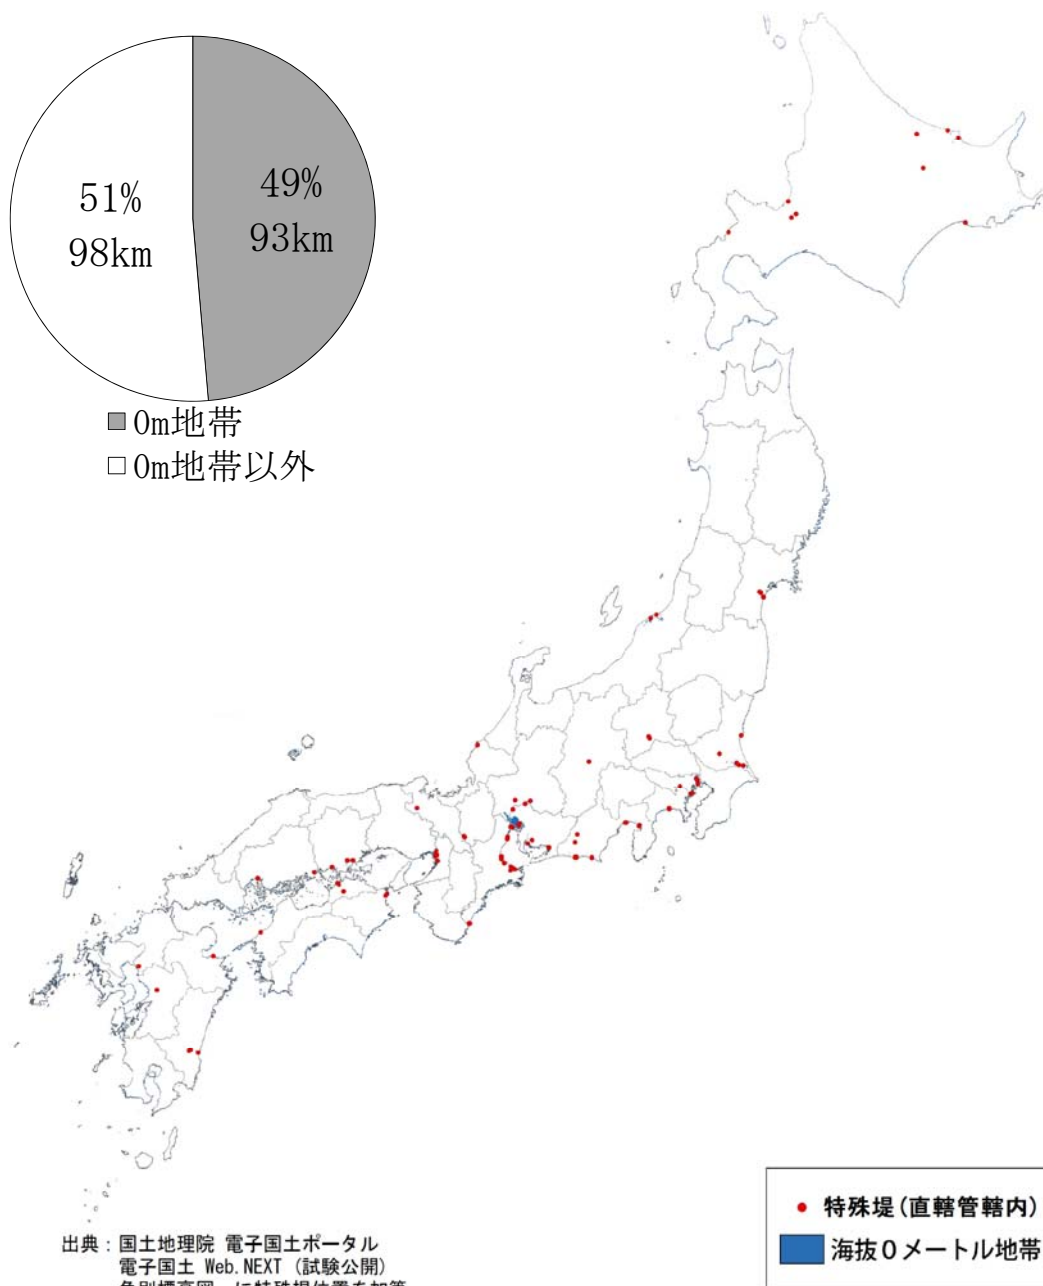 51%
98km
49%
93km
0m地帯
0m地帯以外
特殊堤(直轄管轄内)
海抜0メートル地帯
出典：国土地理院 電子国土ポータル
電子国土 Web.NEXT (試験公開)